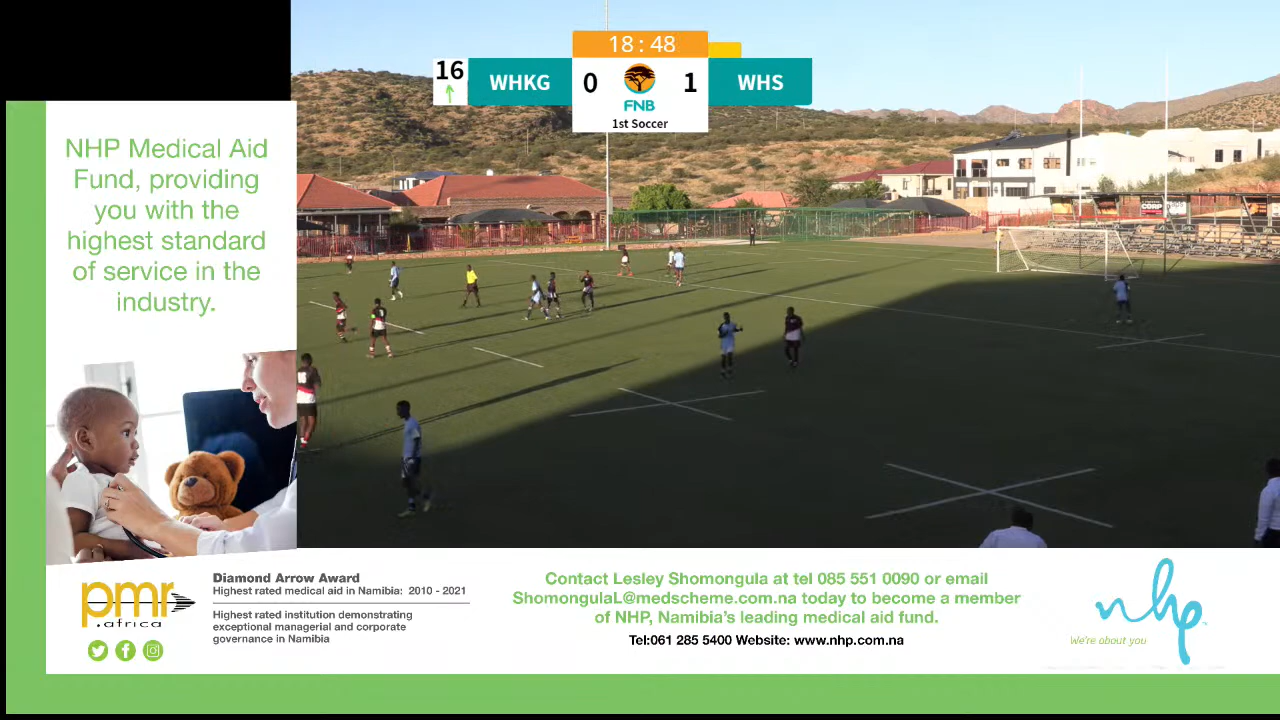 18 : 48
16 WHKG 0 1 WHS
FNB
1st Soccer
NHP Medical Aid
Fund, providing
you with the
highest standard
of service in the
industry.
CORP
pmr
.africa
Diamond Arrow Award
Highest rated medical aid in Namibia: 2010 - 2021
Highest rated institution demonstrating
exceptional managerial and corporate
governance in Namibia
Contact Lesley Shomongula at tel 085 551 0090 or email
ShomongulaL@medscheme.com.na today to become a member
of NHP, Namibia's leading medical aid fund.
Tel:061 285 5400 Website: www.nhp.com.na
nhp
We're about you